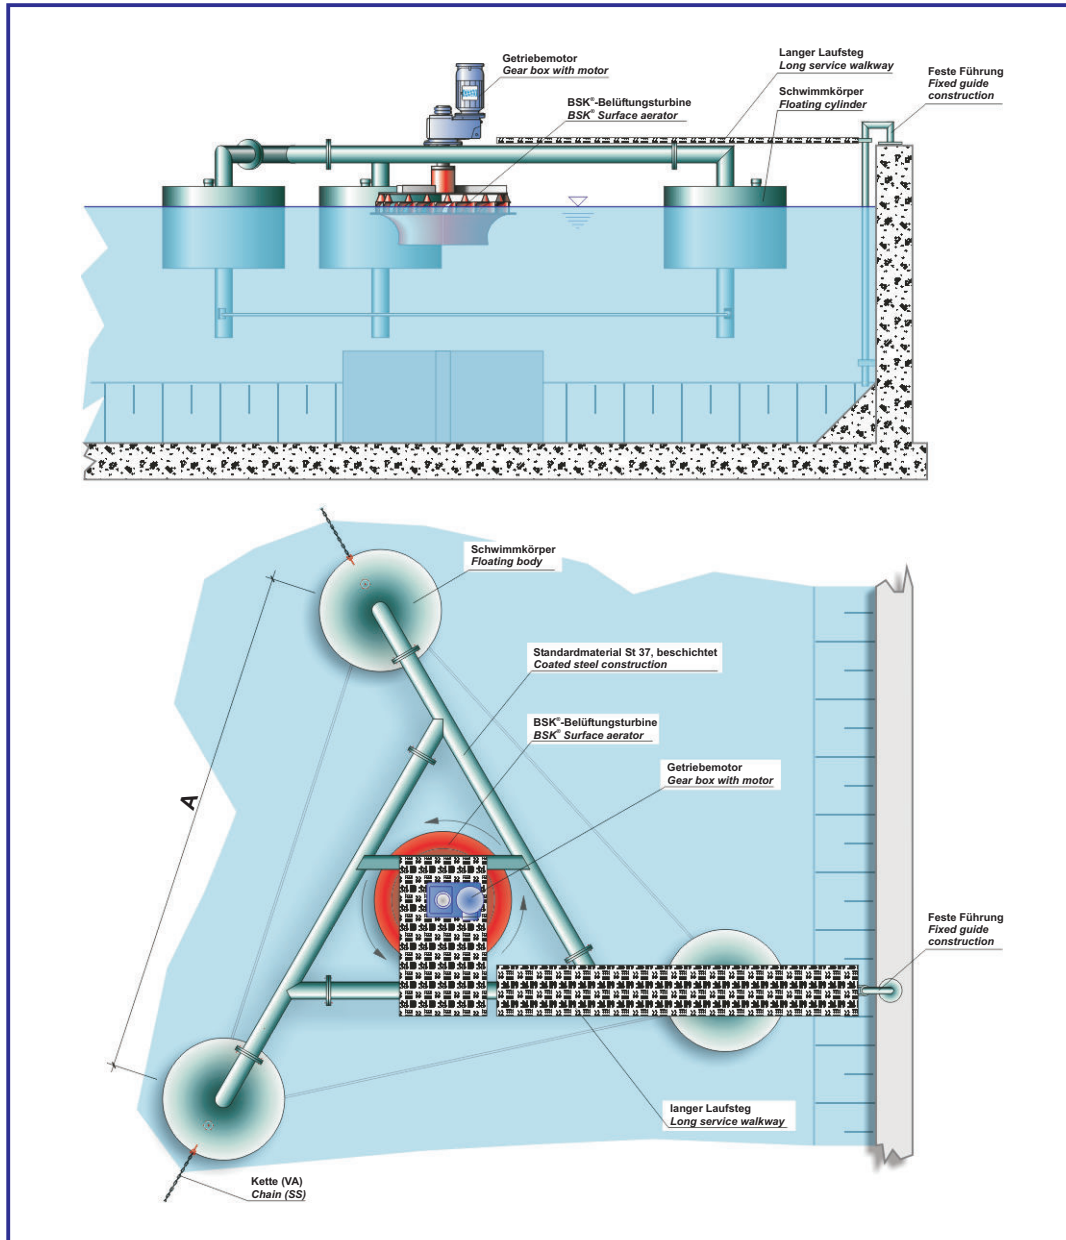 Getriebemotor
Gear box with motor
BSK®-Belüftungsturbine
BSK® Surface aerator
Langer Laufsteg
Long service walkway
Schwimmkörper
Floating cylinder
Feste Führung
Fixed guide
construction
Schwimmkörper
Floating body
Standardmaterial St 37, beschichtet
Coated steel construction
BSK®-Belüftungsturbine
BSK® Surface aerator
Getriebemotor
Gear box with motor
A
Feste Führung
Fixed guide
construction
langer Laufsteg
Long service walkway
Kette (VA)
Chain (SS)